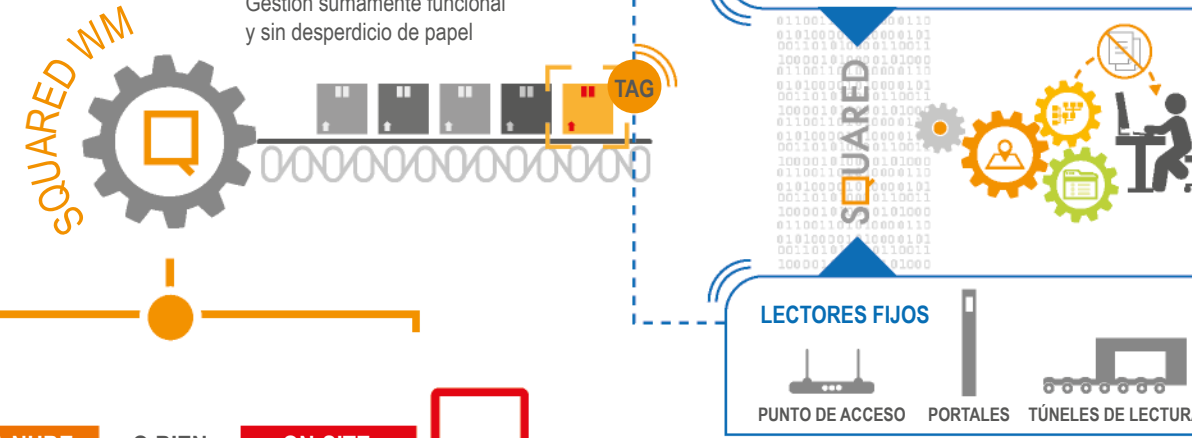 Gestión sumamente funcional
y sin desperdicio de papel
SQUARED WM
TAG
SQUARED
LECTORES FIJOS
PUNTO DE ACCESO
PORTALES
TÚNELES DE LECTURA
O BIEN